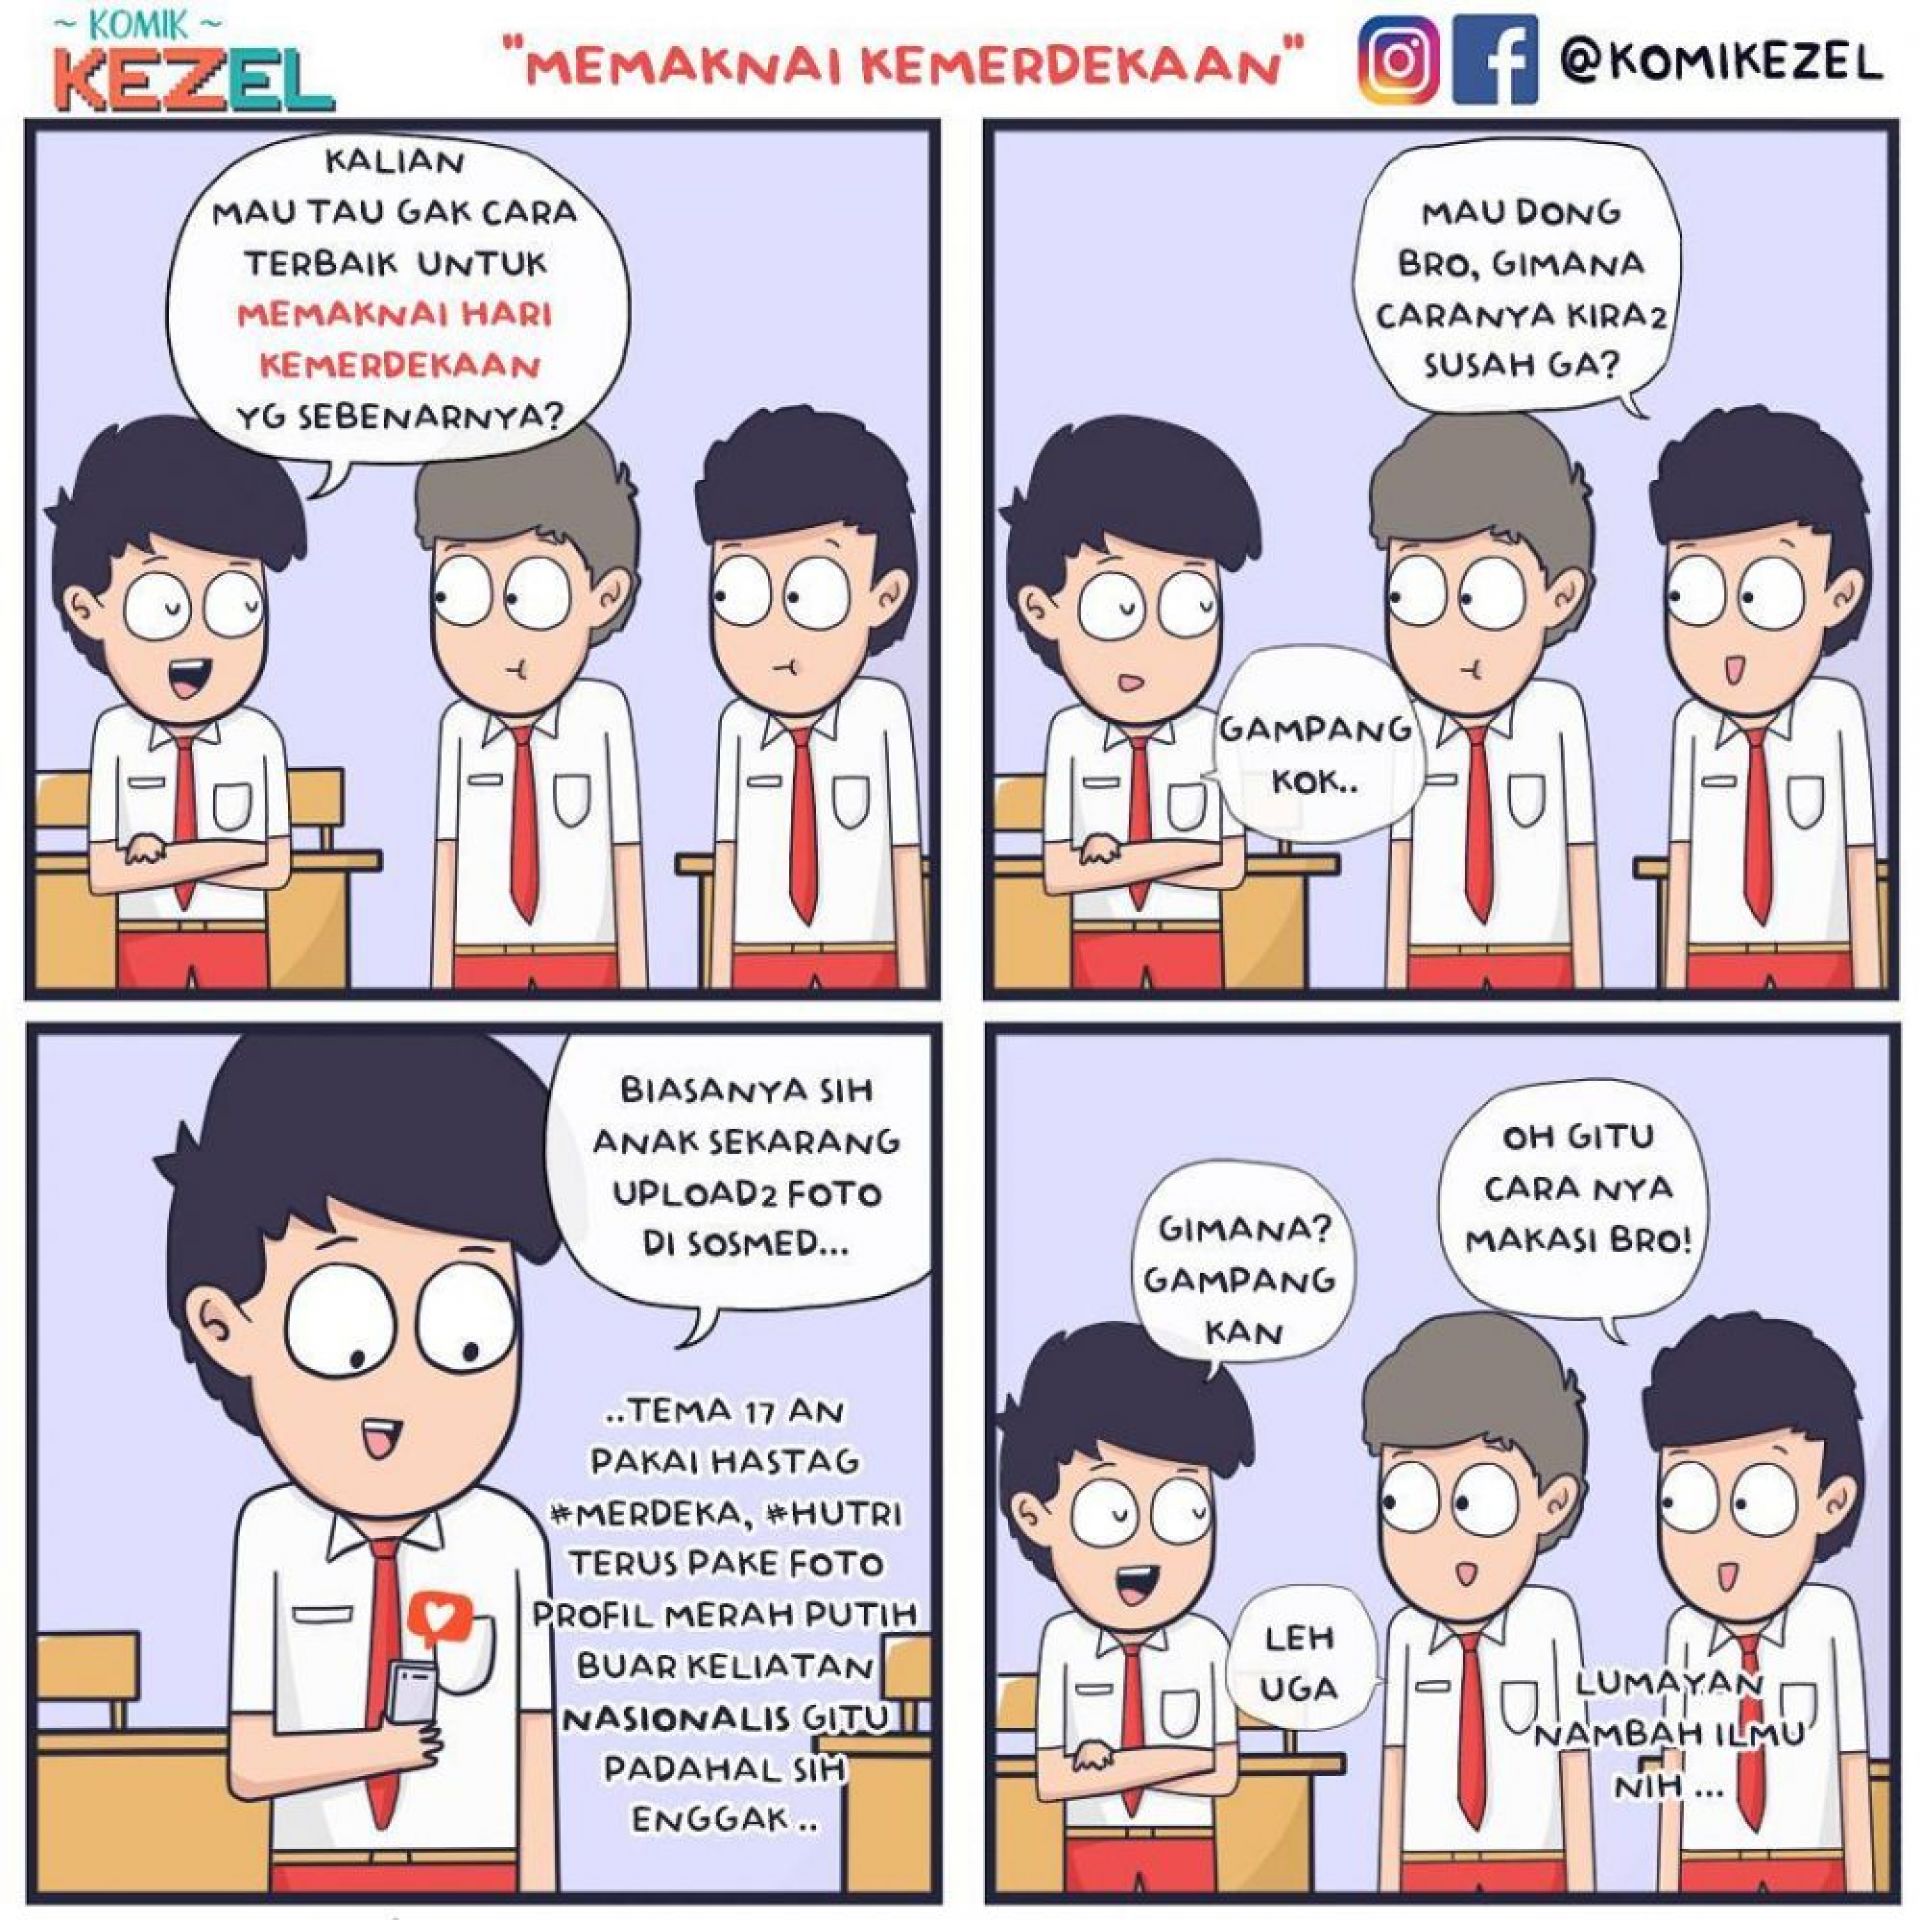 ~ KOMIK ~
KEZEL
"MEMAKNAI KEMERDEKAAN"
@KOMIKEZEL
KALIAN
MAU TAU GAK CARA
TERBAIK UNTUK
MEMAKNAI HARI
KEMERDEKAAN
YG SEBENARNYA?
MAU DONG
BRO, GIMANA
CARANYA KIRA2
SUSAH GA?
GAMPANG
KOK..
BIASANYA SIH
ANAK SEKARANG
UPLOAD2 FOTO
DI SOSMED...
..TEMA 17 AN
PAKAI HASTAG
#MERDEKA, #HUTRI
TERUS PAKE FOTO
PROFIL MERAH PUTIH
BUAR KELIATAN
NASIONALIS GITU
PADAHAL SIH
ENGGAK..
GIMANA?
GAMPANG
KAN
OH GITU
CARA NYA
MAKASI BRO!
LEH
UGA
LUMAYAN
NAMBAH ILMU
NIH ...